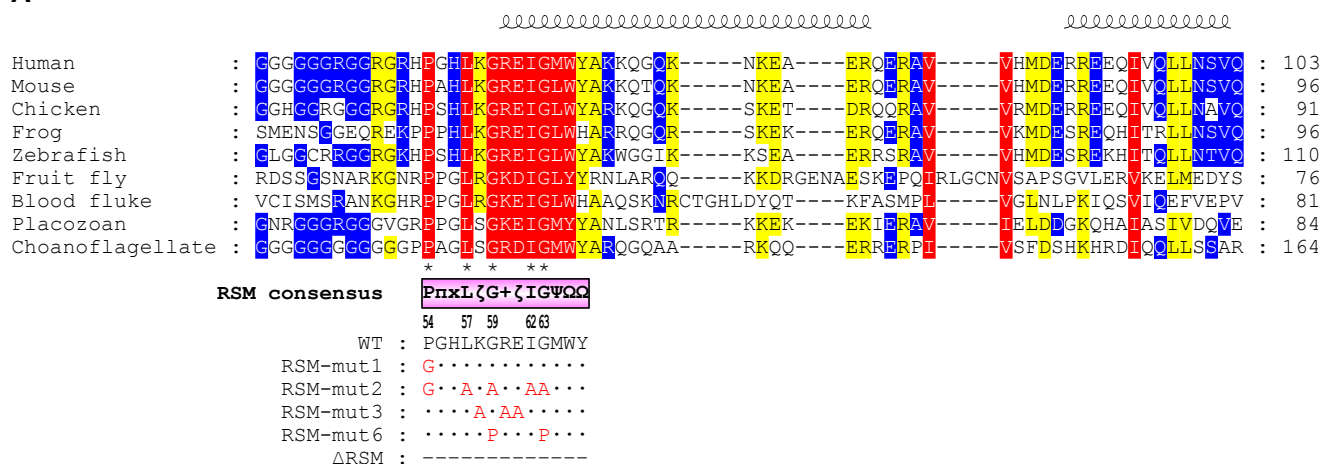 Human : GGGGGGRGGRGRHPGHLKGREIGMWYAKKQGQK-----NKEA----ERQERAV-----VHMDERREEQIVQLLNSVQ : 103
Mouse : GGGGGGRGGRGRHPAHLKGREIGLWYAKKQTQK-----NKEA----ERQERAV-----VHMDERREEQIVQLLNSVQ : 96
Chicken : GGHGGRGGGRGRHPSHLKGREIGLWYARKQGQK-----SKET----DRQQRAV-----VRMDERREEQIVQLLNAVQ : 91
Frog : SMENSGGEQREKPPPHLKGREIGLWHARRQGQR-----SKEK----ERQERAV-----VKMDESREQHITRLLNSVQ : 96
Zebrafish : GLGGCRRGGRGKHPSHLKGREIGLWYAKWGGIK-----KSEA----ERRSRAV-----VHMDESREKHITQLLNTVQ : 110
Fruit fly : RDSSGSNARKGNRPPGLRGKDIGLYYRNLARQQ-----KKDRGENAESKEPQIRLGCNVSAPSGVLERVKELMEDYS : 76
Blood fluke : VCISMSRANKGHRPPGLRGKEIGLWHAAQSKNRCTGHLDYQT----KFASMPL-----VGLNLPKIQSVIQEFVEPV : 81
Placozoan : GNRGGGRGGGVGRPPGLSGKEIGMYYANLSRTR-----KKEK----EKIERAV-----IELDDGKQHAIASIVDQVE : 84
Choanoflagellate : GGGGGGGGGGGGPPAGLSGRDIGMWYARQGQAA-----RKQQ----ERRERPI-----VSFDSHKHRDIQQLLSSAR : 164
* * * **
RSM consensus PπxLζG+ζIGΨΩΩ
54 57 59 62 63
WT : PGHLKGREIGMWY
RSM-mut1 : G············
RSM-mut2 : G··A·A··AA···
RSM-mut3 : ····A·AA·····
RSM-mut6 : ·····P···P···
ΔRSM : -------------